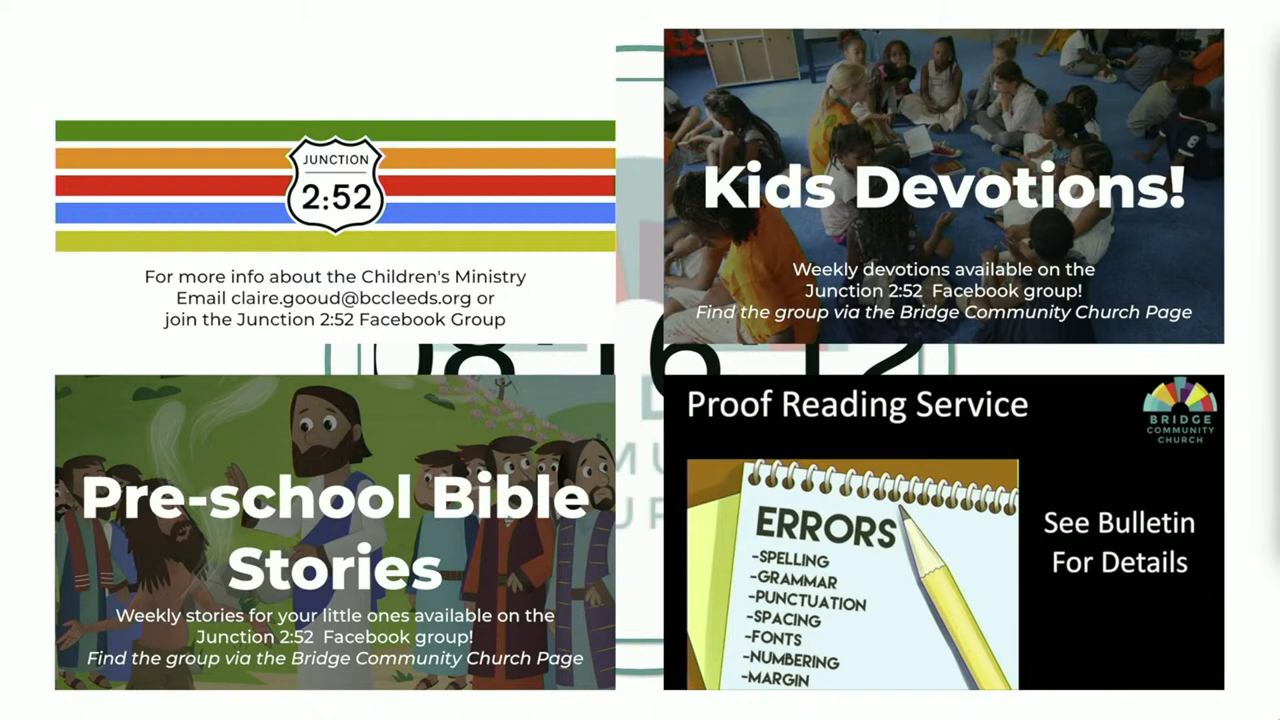 JUNCTION
2:52
For more info about the Children's Ministry
Email claire.gooud@bccleeds.org or
join the Junction 2:52 Facebook Group
Kids Devotions!
Weekly devotions available on the
Junction 2:52 Facebook group!
Find the group via the Bridge Community Church Page
Pre-school Bible
Stories
Weekly stories for your little ones available on the
Junction 2:52 Facebook group!
Find the group via the Bridge Community Church Page
Proof Reading Service
BRIDGE
COMMUNITY
CHURCH
ERRORS
-SPELLING
-GRAMMAR
-PUNCTUATION
-SPACING
-FONTS
-NUMBERING
-MARGIN
See Bulletin
For Details